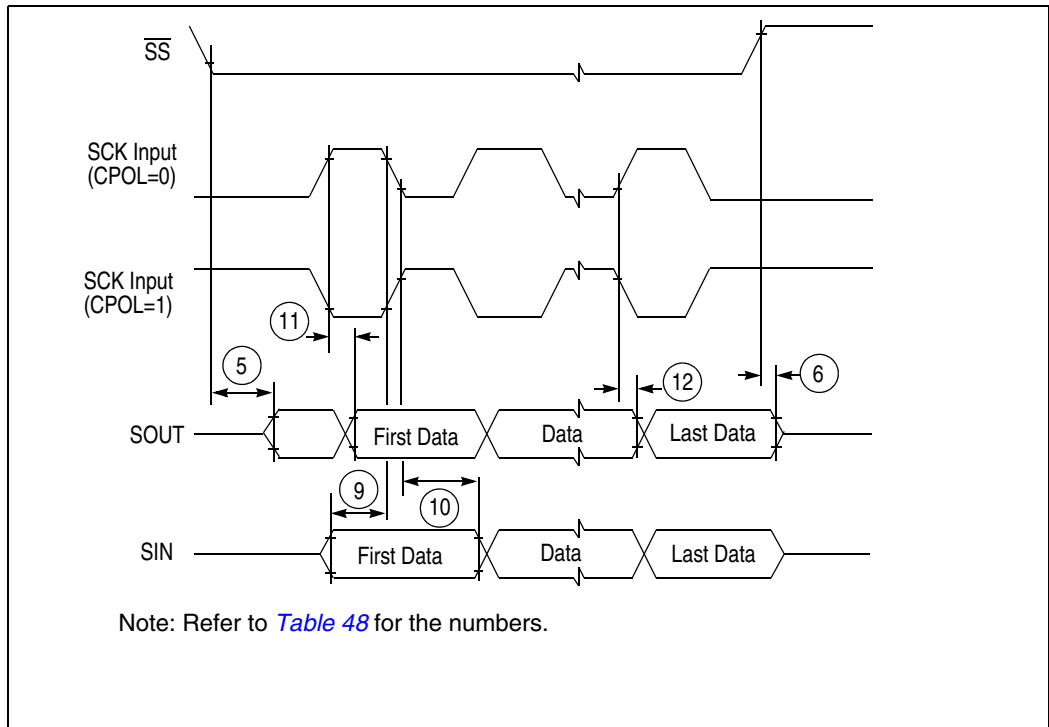 SS
SCK Input
(CPOL=0)
SCK Input
(CPOL=1)
11
5
12
6
SOUT
First Data
Data
Last Data
9
10
SIN
First Data
Data
Last Data
Note: Refer to Table 48 for the numbers.